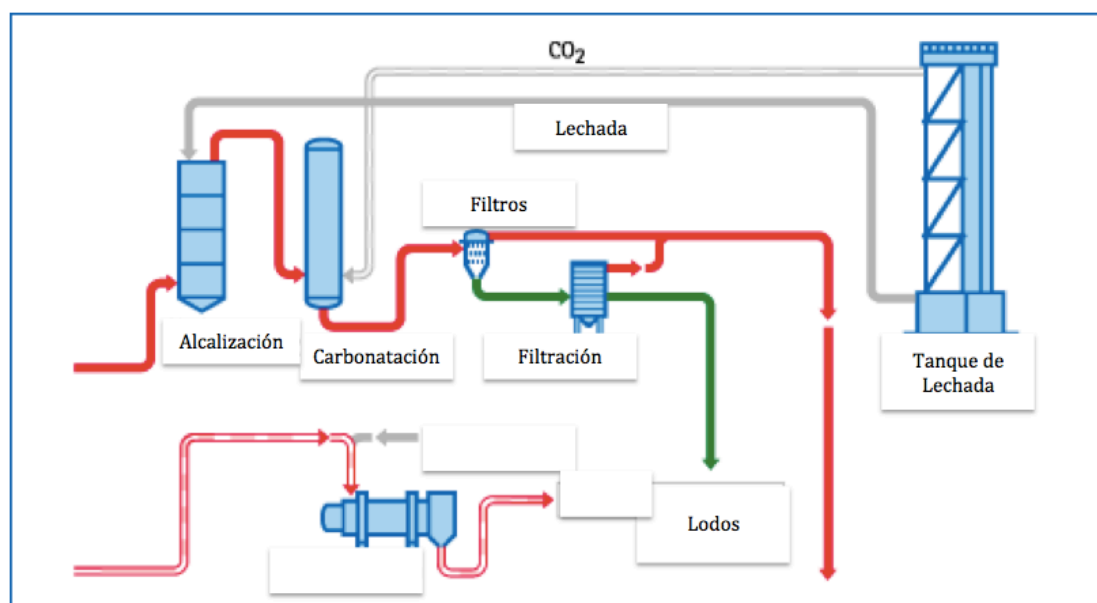 CO₂
Lechada
Filtros
Alcalización
Carbonatación
Filtración
Tanque de
Lechada
Lodos